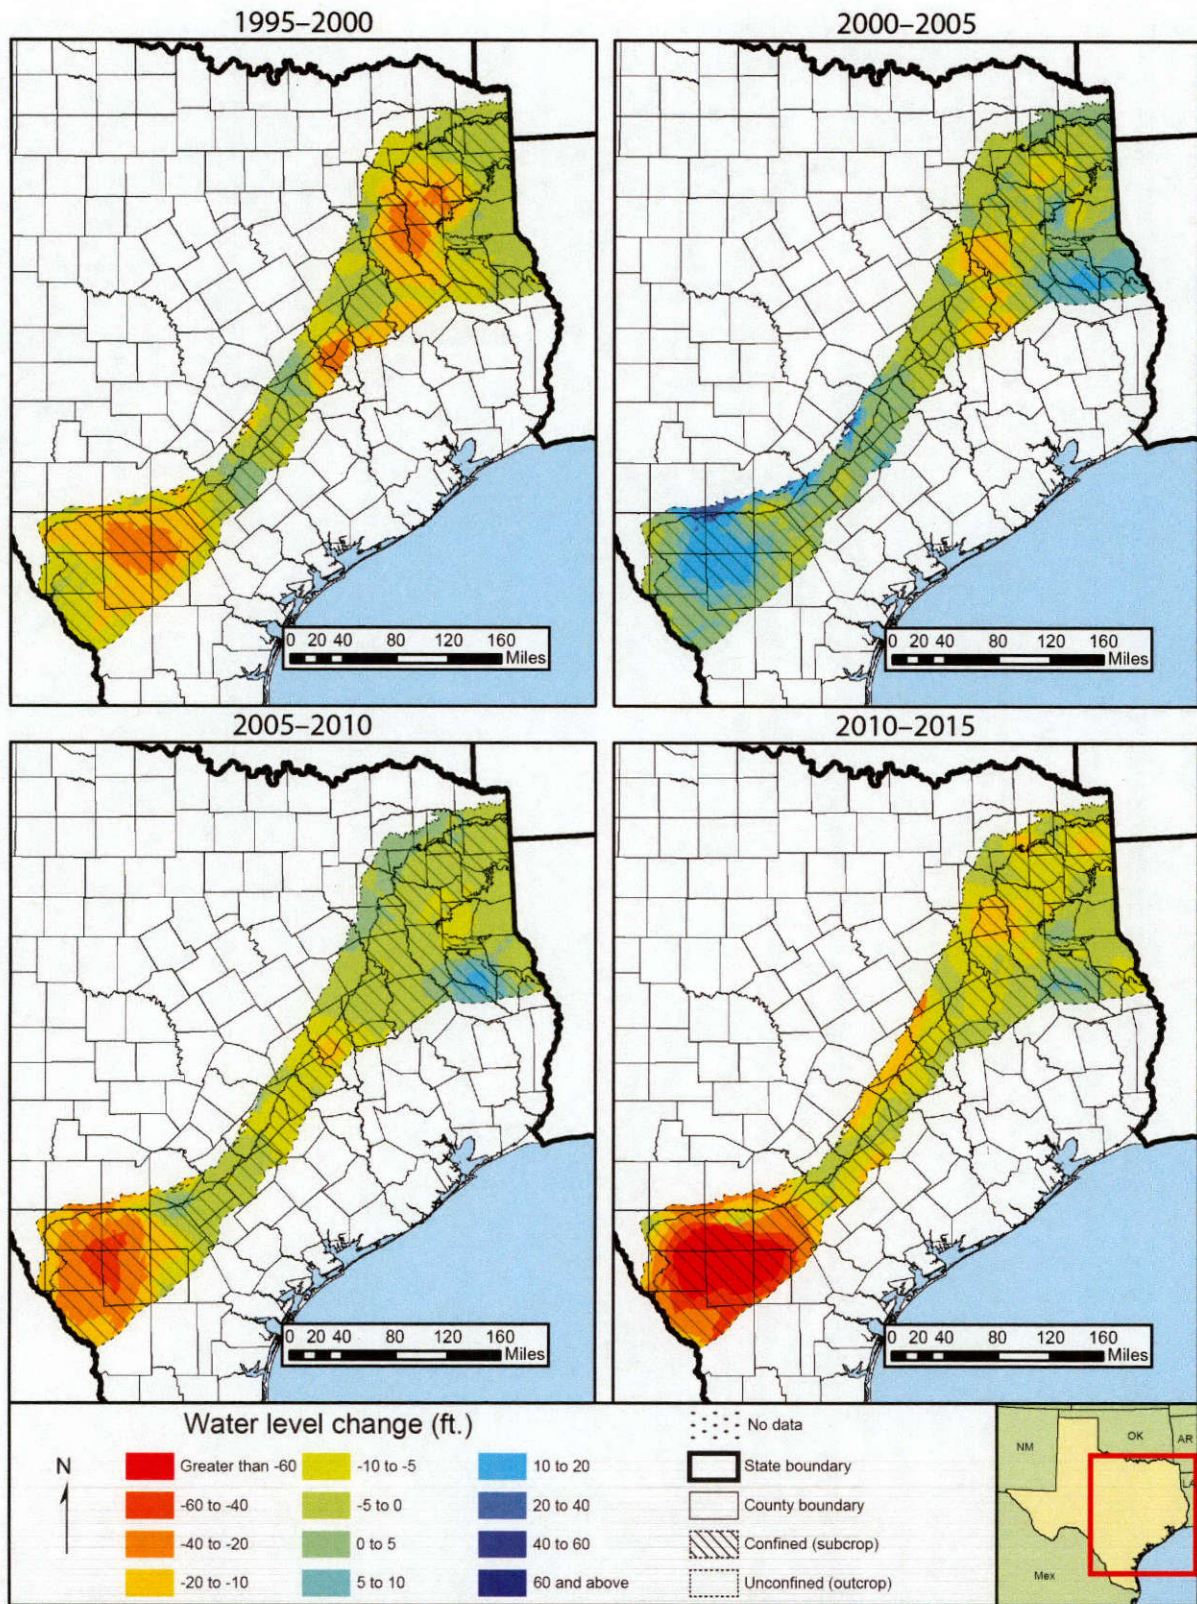 1995–2000
2000–2005
0 20 40 80 120 160
Miles
0 20 40 80 120 160
Miles
2005–2010
2010–2015
0 20 40 80 120 160
Miles
0 20 40 80 120 160
Miles
Water level change (ft.)
N
Greater than -60
-60 to -40
-40 to -20
-20 to -10
-10 to -5
-5 to 0
0 to 5
5 to 10
10 to 20
20 to 40
40 to 60
60 and above
No data
State boundary
County boundary
Confined (subcrop)
Unconfined (outcrop)
NM
OK
AR
LA
Mex